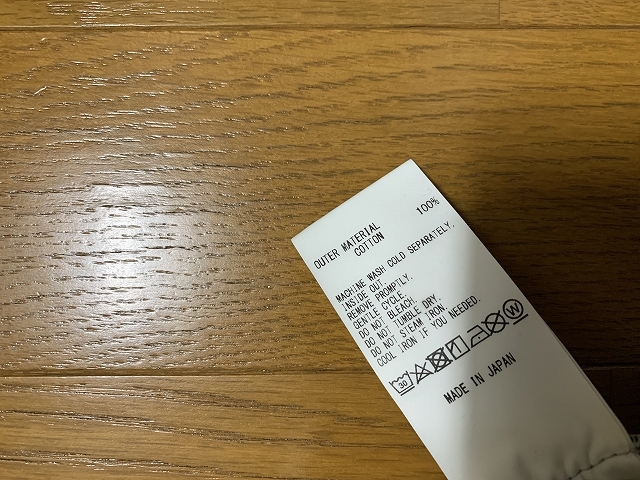 OUTER MATERIAL
COTTON 100%
MACHINE WASH COLD SEPARATELY.
INSIDE OUT.
REMOVE PROMPTLY.
GENTLE CYCLE.
DO NOT BLEACH.
DO NOT TUMBLE DRY.
DO NOT STEAM IRON.
COOL IRON IF YOU NEEDED.
30 W
MADE IN JAPAN